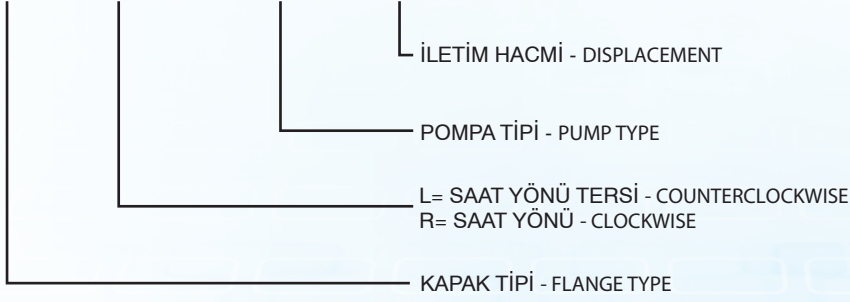 İLETİM HACMİ - DISPLACEMENT
POMPA TİPİ - PUMP TYPE
L= SAAT YÖNÜ TERSİ - COUNTERCLOCKWISE
R= SAAT YÖNÜ - CLOCKWISE
KAPAK TİPİ - FLANGE TYPE